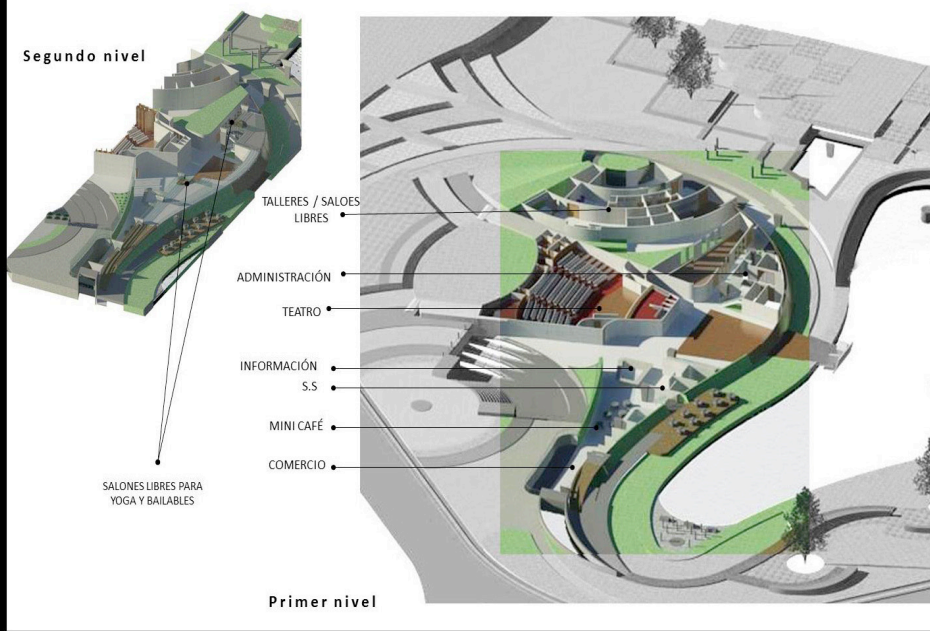 Segundo nivel
TALLERES / SALOES
LIBRES
ADMINISTRACIÓN
TEATRO
INFORMACIÓN
S.S
MINI CAFÉ
COMERCIO
SALONES LIBRES PARA
YOGA Y BAILABLES
Primer nivel